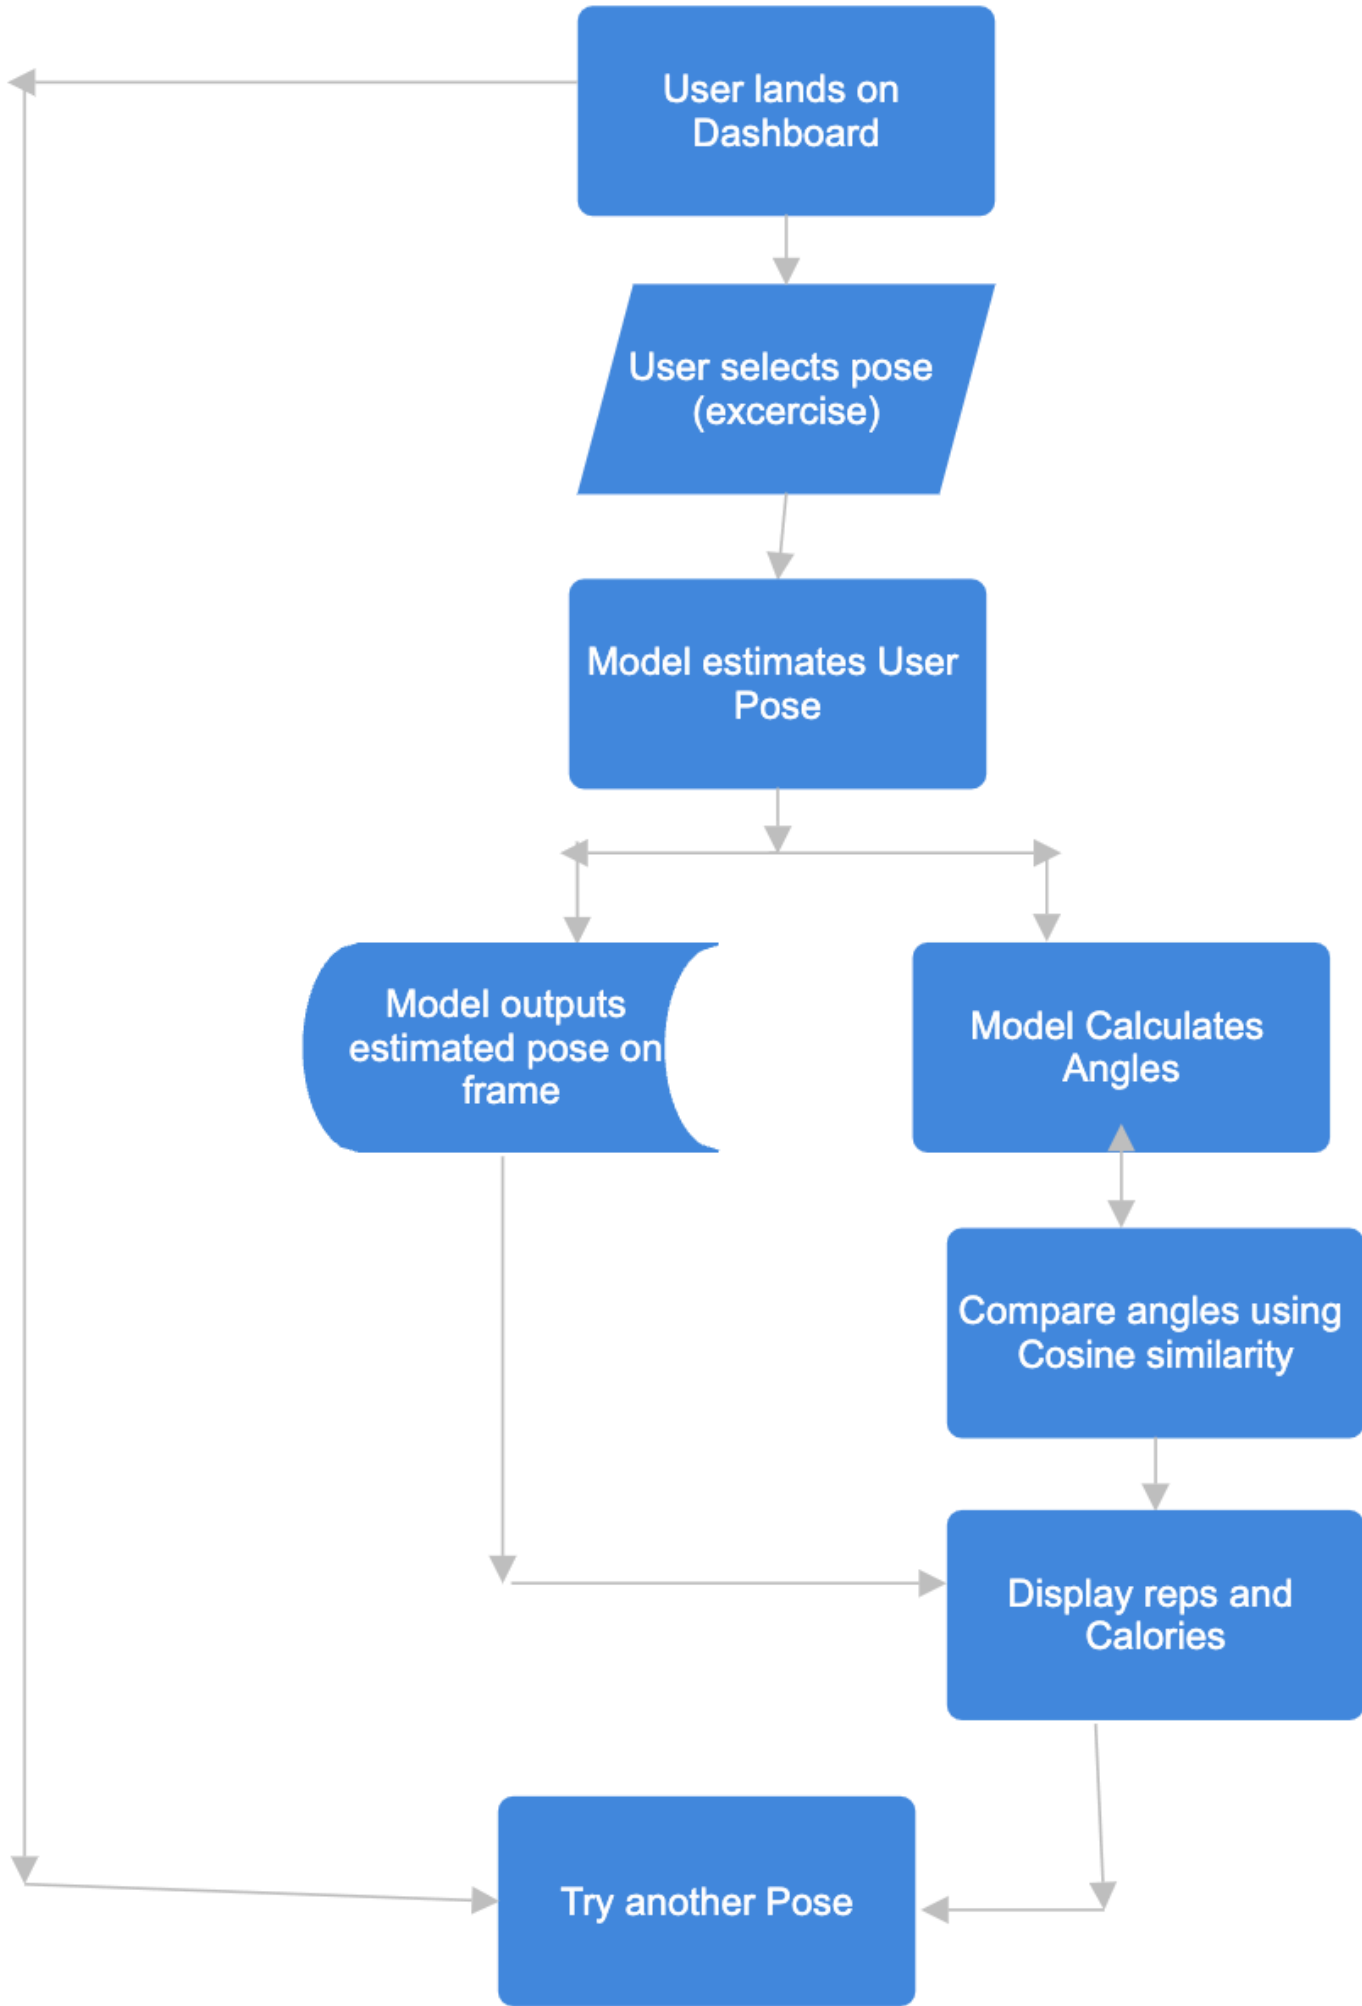 User lands on
Dashboard
User selects pose
(excercise)
Model estimates User
Pose
Model outputs
estimated pose on
frame
Model Calculates
Angles
Compare angles using
Cosine similarity
Display reps and
Calories
Try another Pose